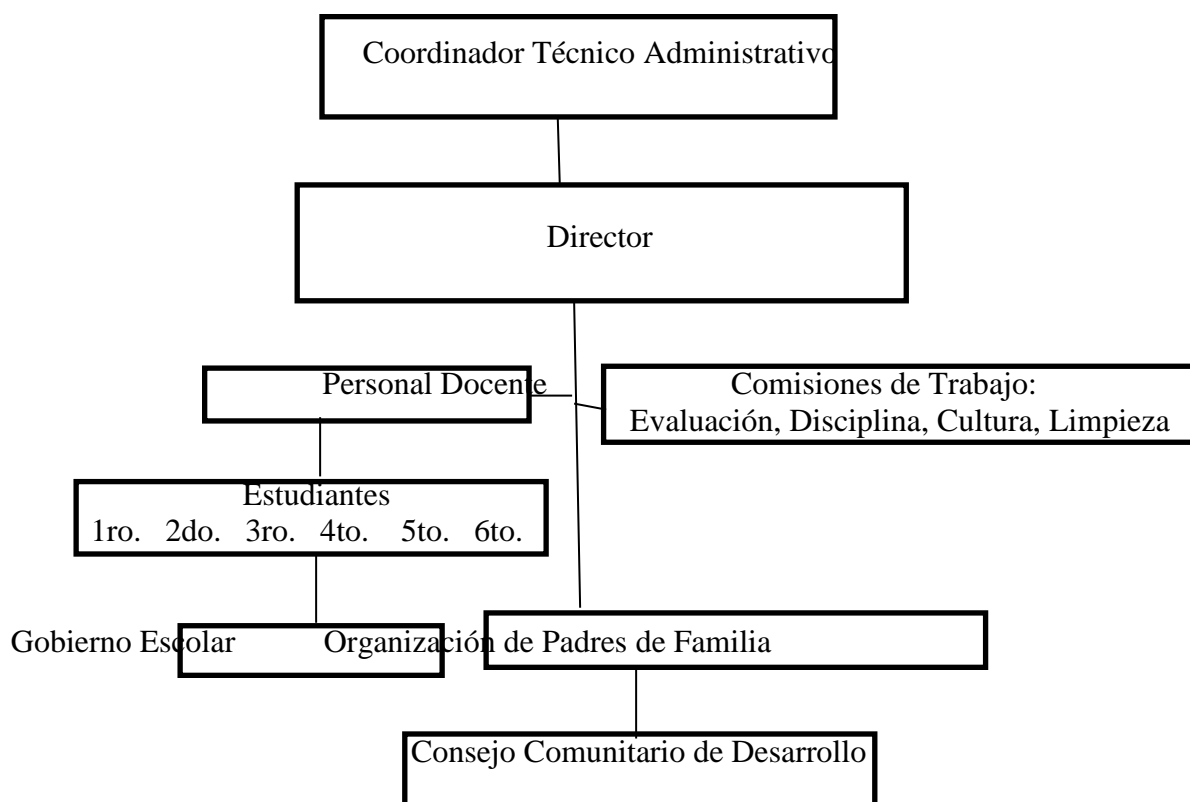 Coordinador Técnico Administrativo
Director
Personal Docente
Comisiones de Trabajo:
Evaluación, Disciplina, Cultura, Limpieza
Estudiantes
1ro. 2do. 3ro. 4to. 5to. 6to.
Gobierno Escolar
Organización de Padres de Familia
Consejo Comunitario de Desarrollo